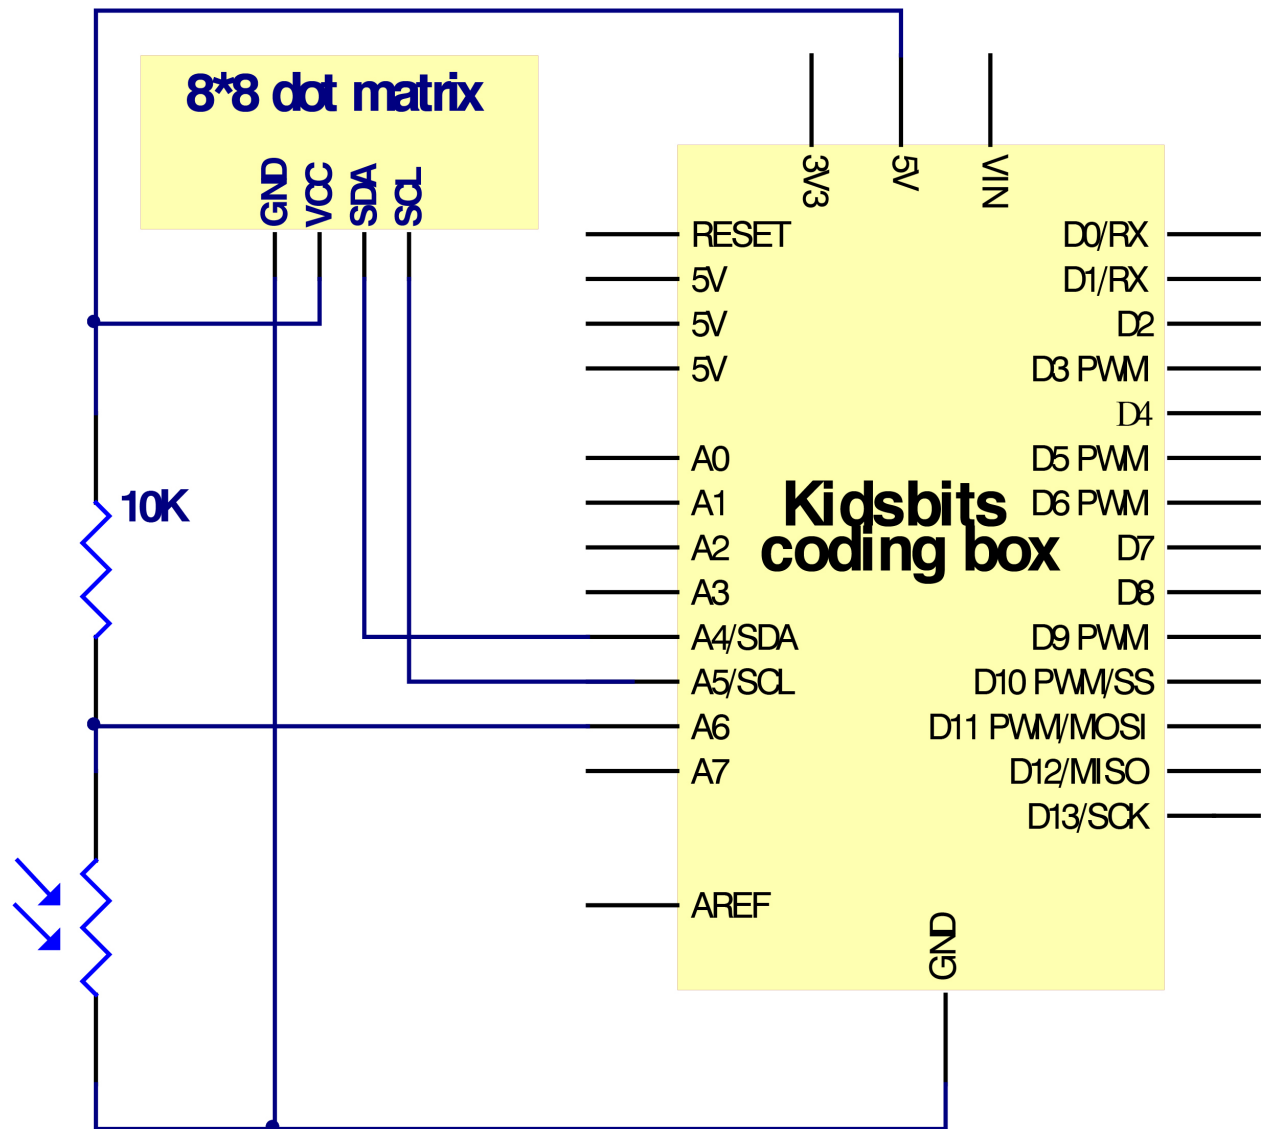 8*8 dot matrix
GND
VCC
SDA
SCL
3V3
5V
VIN
RESET
5V
5V
5V
A0
A1
A2
A3
A4/SDA
A5/SCL
A6
A7
AREF
Kidsbits
coding box
D0/RX
D1/RX
D2
D3 PWM
D4
D5 PWM
D6 PWM
D7
D8
D9 PWM
D10 PWM/SS
D11 PWM/MOSI
D12/MISO
D13/SCK
GND
10K